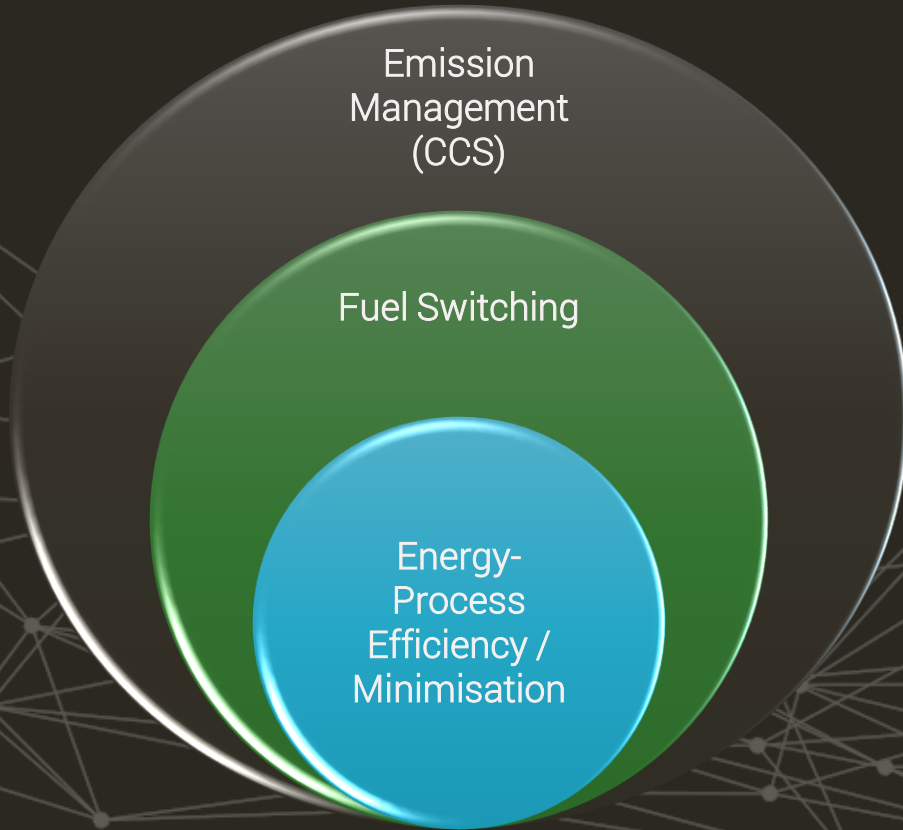 Emission
Management
(CCS)
Fuel Switching
Energy-
Process
Efficiency /
Minimisation